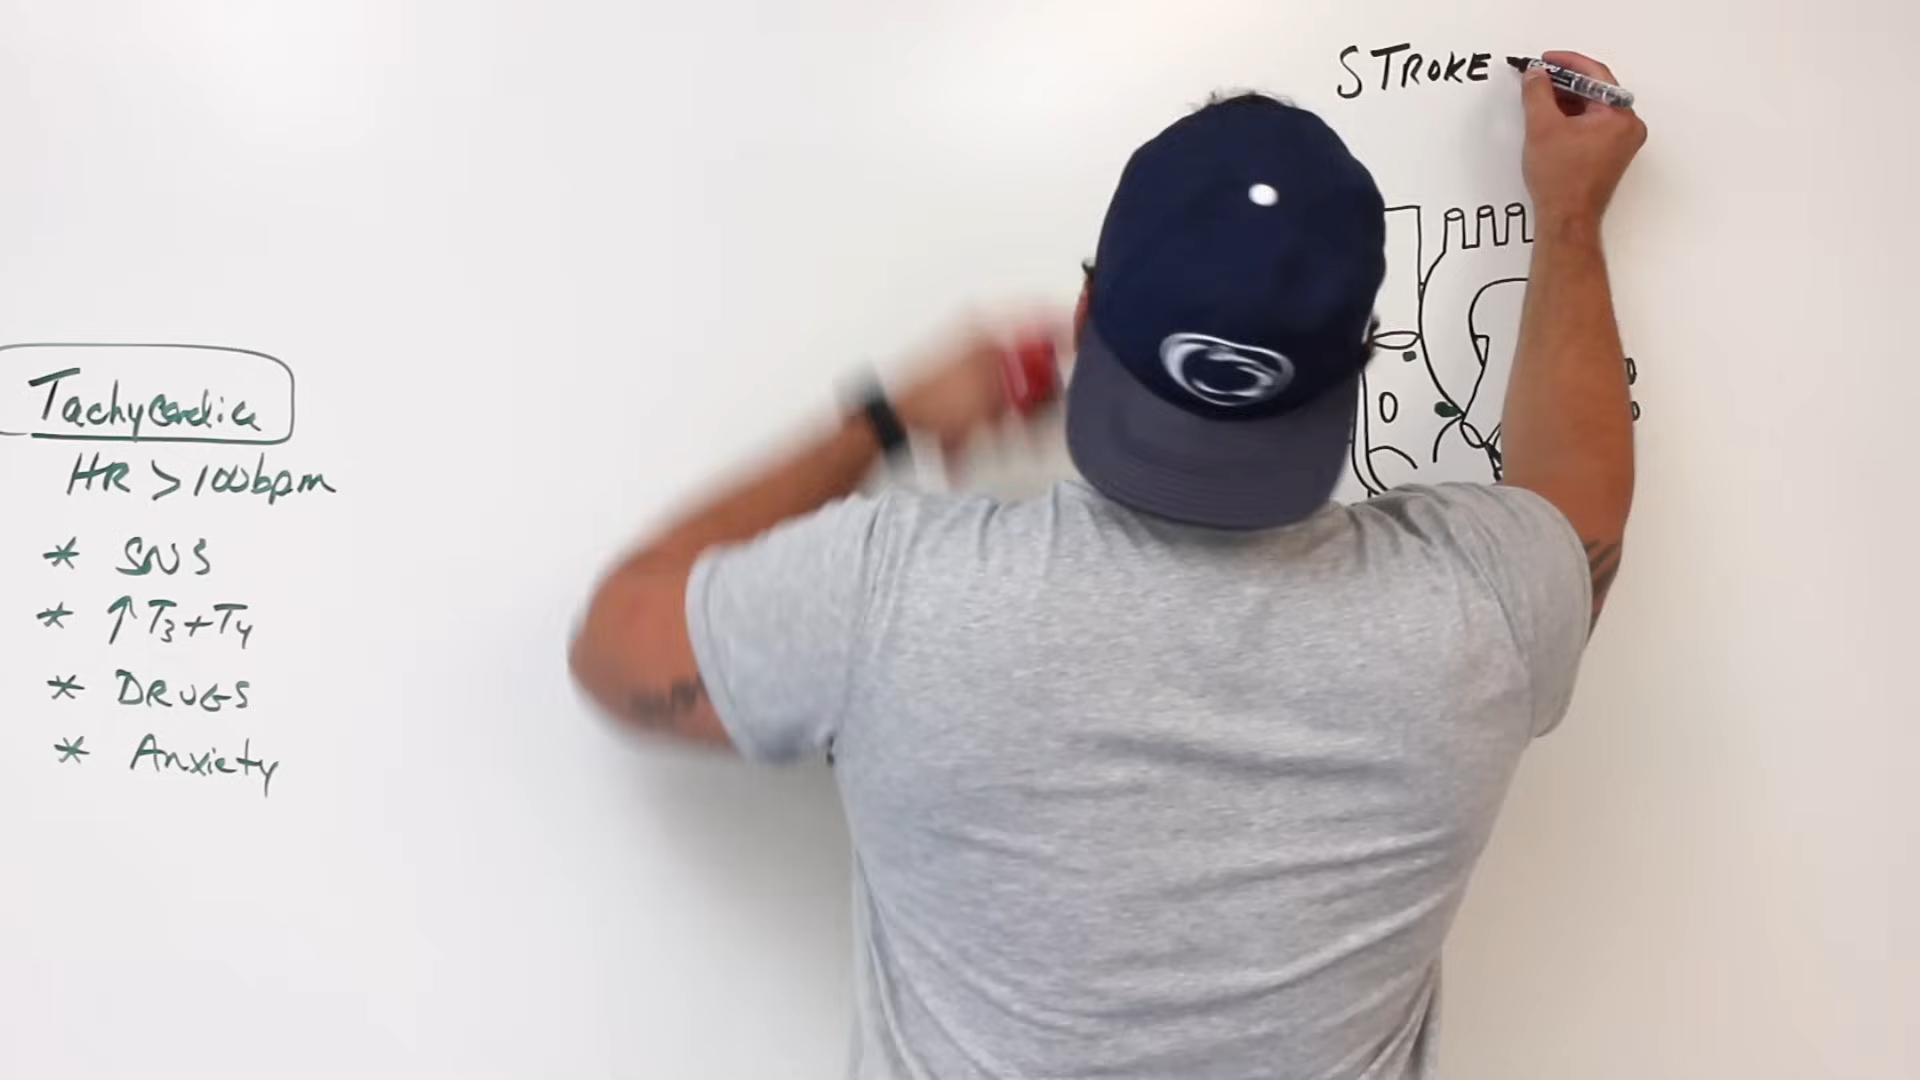 STROKE
Tachycardia
HR > 100bpm
* SNS
* ↑ T3 + T4
* DRUGS
* Anxiety